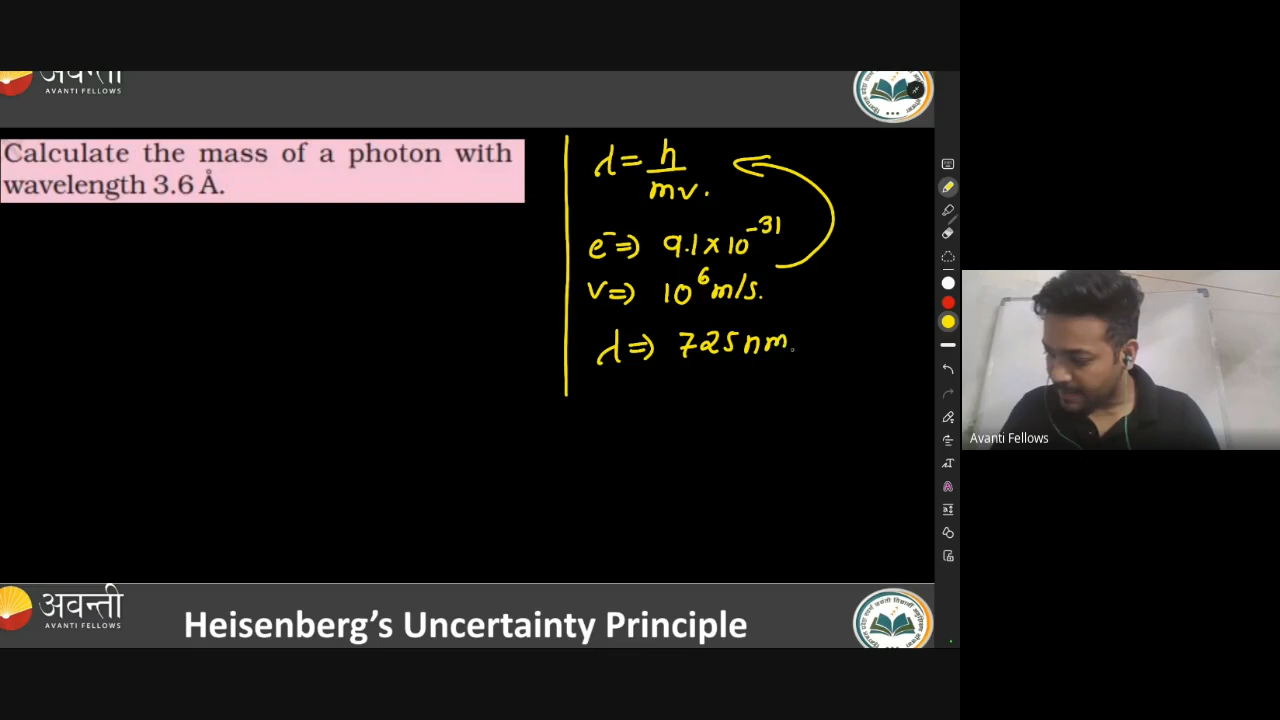 अवन्ती
AVANTI FELLOWS
Calculate the mass of a photon with
wavelength 3.6 Å.
λ = h/mv.
e⁻ ⇒ 9.1 × 10⁻³¹
v ⇒ 10⁶ m/s.
λ ⇒ 725 nm.
Avanti Fellows
अवन्ती
AVANTI FELLOWS
Heisenberg's Uncertainty Principle